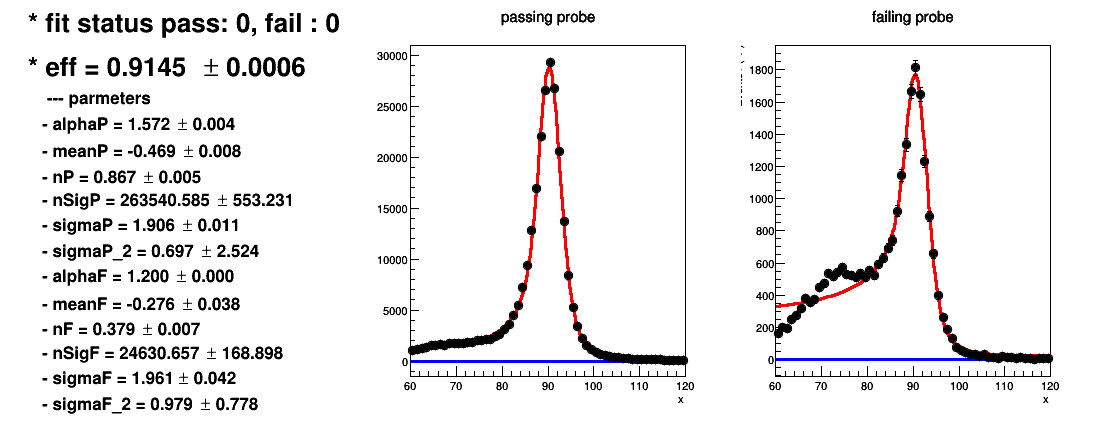 * fit status pass: 0, fail : 0
* eff = 0.9145 ± 0.0006
--- parmeters
- alphaP = 1.572 ± 0.004
- meanP = -0.469 ± 0.008
- nP = 0.867 ± 0.005
- nSigP = 263540.585 ± 553.231
- sigmaP = 1.906 ± 0.011
- sigmaP_2 = 0.697 ± 2.524
- alphaF = 1.200 ± 0.000
- meanF = -0.276 ± 0.038
- nF = 0.379 ± 0.007
- nSigF = 24630.657 ± 168.898
- sigmaF = 1.961 ± 0.042
- sigmaF_2 = 0.979 ± 0.778
passing probe
30000
25000
20000
15000
10000
5000
0
60 70 80 90 100 110 120
x
failing probe
1800
1600
1400
1200
1000
800
600
400
200
0
60 70 80 90 100 110 120
x